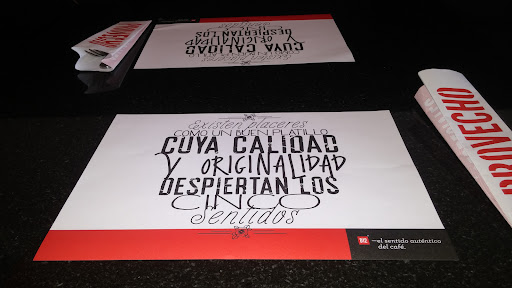 Existen placeres
COMO UN BUEN PLATILLO
CUYA CALIDAD
Y ORIGINALIDAD
DESPIERTAN LOS
CINCO
Sentidos
—el sentido auténtico
del café.
CUYA CALIDAD
Y ORIGINALIDAD
DESPIERTAN LOS
PROVECHO